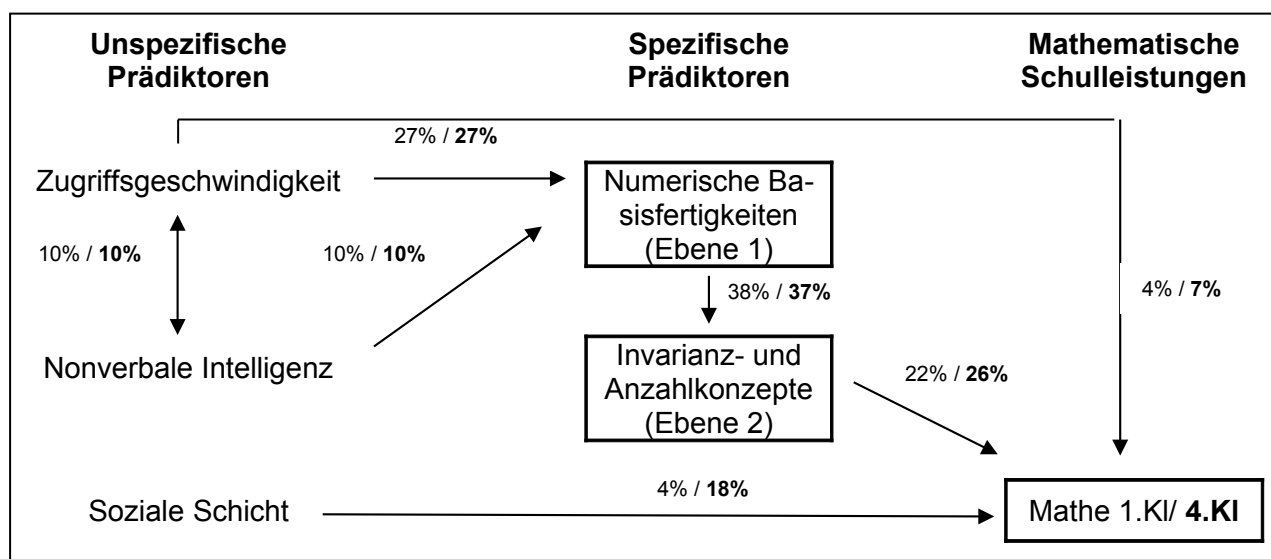 Unspezifische
Prädiktoren
Spezifische
Prädiktoren
Mathematische
Schulleistungen
27% / 27%
Zugriffsgeschwindigkeit
Numerische Ba-
sisfertigkeiten
(Ebene 1)
10% / 10%
10% / 10%
38% / 37%
4% / 7%
Nonverbale Intelligenz
Invarianz- und
Anzahlkonzepte
(Ebene 2)
22% / 26%
4% / 18%
Soziale Schicht
Mathe 1.Kl/ 4.Kl